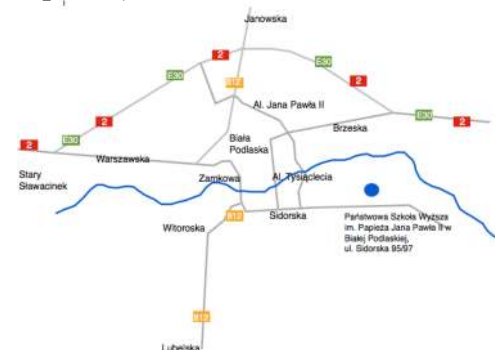 Janowska
2
2
E30
E30
812
Al. Jana Pawła II
E30
2
2
Brzeska
E30
2
Biała
Podlaska
Warszawska
Stary
Sławacinek
Zamkowa
Al. Tysiąclecia
812
Sidorska
Witoroska
Państwowa Szkoła Wyższa
im. Papieża Jana Pawła II w
Białej Podlaskiej,
ul. Sidorska 95/97
812
Lubelska